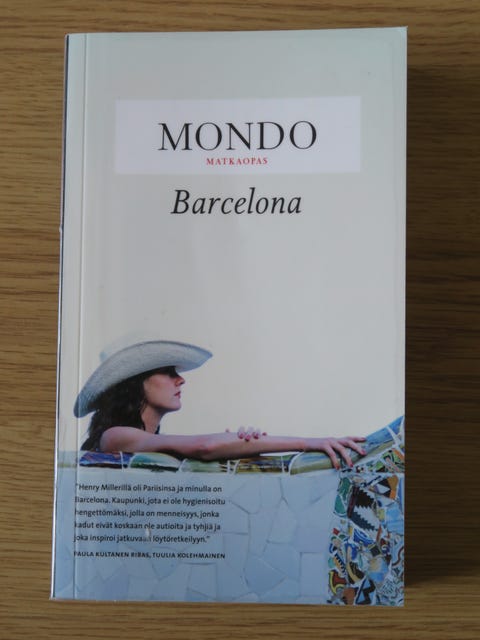 MONDO
MATKAOPAS
Barcelona
"Henry Millerillä oli Pariisinsa ja minulla on
Barcelona. Kaupunki, jota ei ole hygienisoitu
hengettömäksi, jolla on menneisyys, jonka
kadut eivät koskaan ole autioita ja tyhjiä ja
joka inspiroi jatkuvaan löytöretkeilyyn."
PAULA KULTANEN RIBAS, TUULIA KOLEHMAINEN